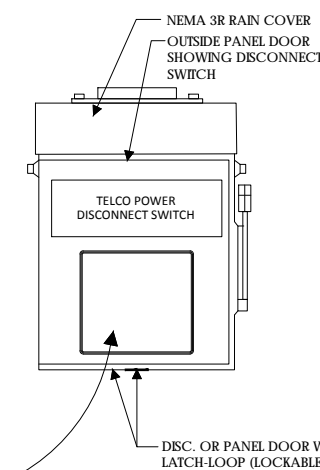 NEMA 3R RAIN COVER
OUTSIDE PANEL DOOR
SHOWING DISCONNECT
SWITCH
TELCO POWER
DISCONNECT SWITCH
DISC. OR PANEL DOOR
LATCH-LOOP (LOCKABLE